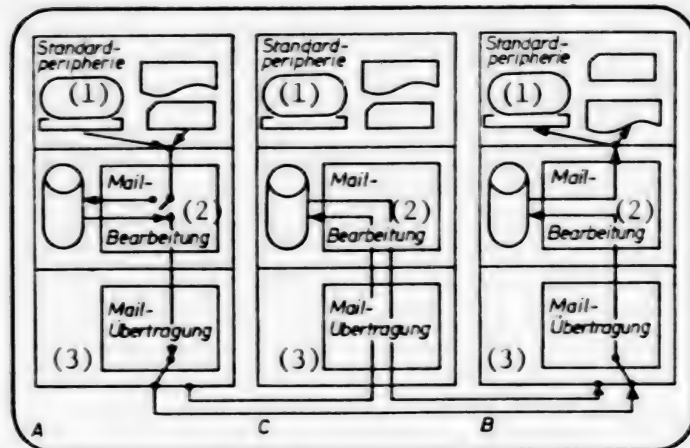 Standard-
peripherie
(1)
Mail-
(2)
Bearbeitung
Mail-
Übertragung
(3)
A
Standard-
peripherie
(1)
Mail-
(2)
Bearbeitung
Mail-
Übertragung
(3)
C
Standard-
peripherie
(1)
Mail-
(2)
Bearbeitung
Mail-
Übertragung
(3)
B